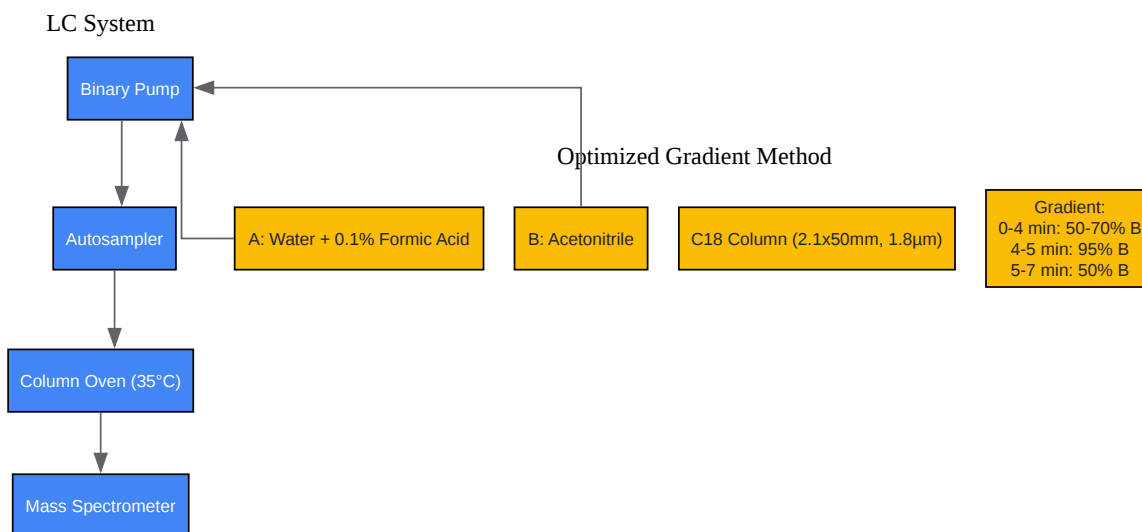 LC System
Binary Pump
Optimized Gradient Method
Autosampler
A: Water + 0.1% Formic Acid
B: Acetonitrile
C18 Column (2.1x50mm, 1.8µm)
Gradient:
0-4 min: 50-70% B
4-5 min: 95% B
5-7 min: 50% B
Column Oven (35°C)
Mass Spectrometer